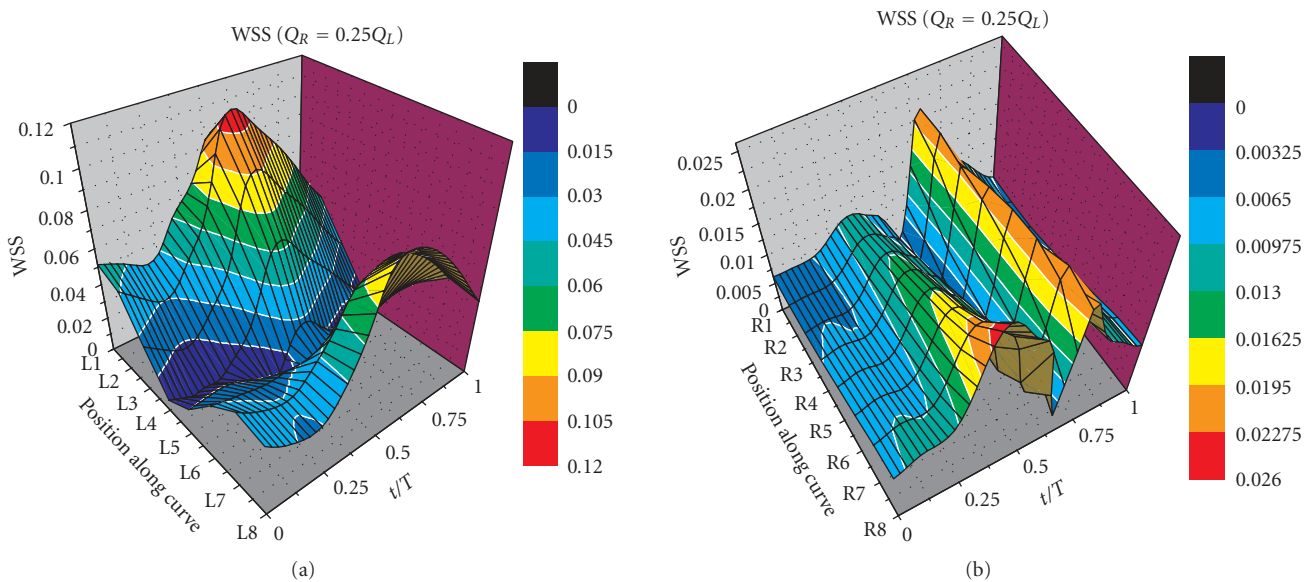 WSS (QR = 0.25QL)
0.12
0.1
0.08
0.06
0.04
0.02
0
WSS
L1
L2
L3
L4
L5
L6
L7
L8
Position along curve
0
0.25
0.5
0.75
1
t/T
0
0.015
0.03
0.045
0.06
0.075
0.09
0.105
0.12
(a)
WSS (QR = 0.25QL)
0.025
0.02
0.015
0.01
0.005
0
WSS
R1
R2
R3
R4
R5
R6
R7
R8
Position along curve
0
0.25
0.5
0.75
1
t/T
0
0.00325
0.0065
0.00975
0.013
0.01625
0.0195
0.02275
0.026
(b)